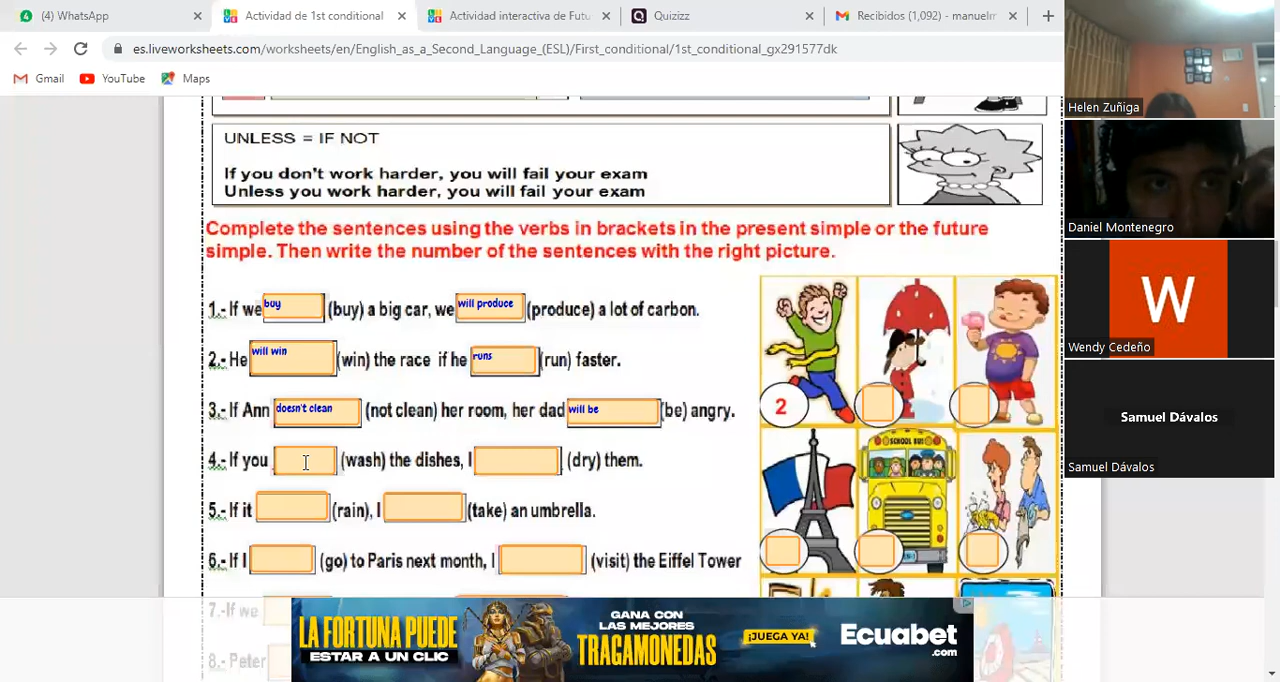 (4) WhatsApp
Actividad de 1st conditional
Actividad interactiva de Futu
Quizizz
Recibidos (1,092) - manuelm
es.liveworksheets.com/worksheets/en/English_as_a_Second_Language_(ESL)/First_conditional/1st_conditional_gx291577dk
Gmail
YouTube
Maps
UNLESS = IF NOT
If you don't work harder, you will fail your exam
Unless you work harder, you will fail your exam
Complete the sentences using the verbs in brackets in the present simple or the future
simple. Then write the number of the sentences with the right picture.
1.- If we buy (buy) a big car, we will produce (produce) a lot of carbon.
2.- He will win (win) the race if he runs (run) faster.
3.- If Ann doesn't clean (not clean) her room, her dad will be (be) angry.
4.- If you (wash) the dishes, I (dry) them.
5.- If it (rain), I (take) an umbrella.
6.- If I (go) to Paris next month, I (visit) the Eiffel Tower
7.-If we
8.- Peter
2
SCHOOL BUS
LA FORTUNA PUEDE
ESTAR A UN CLIC
GANA CON
LAS MEJORES
TRAGAMONEDAS
¡JUEGA YA!
Ecuabet
.com
Helen Zuñiga
Daniel Montenegro
W
Wendy Cedeño
Samuel Dávalos
Samuel Dávalos